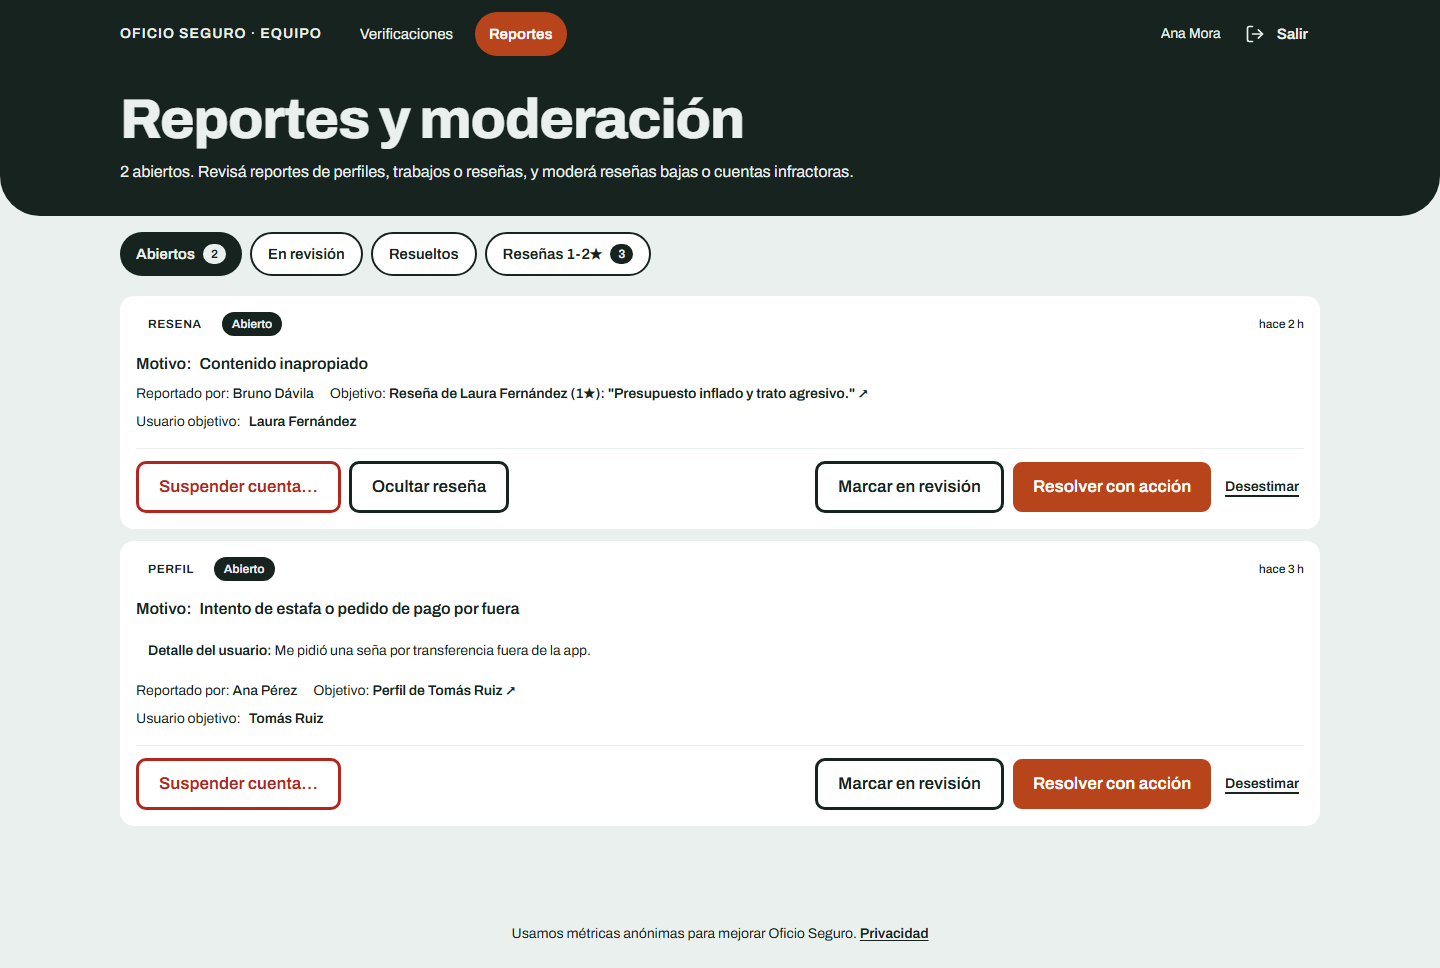 OFICIO SEGURO · EQUIPO Verificaciones Reportes Ana Mora Salir
Reportes y moderación
2 abiertos. Revisá reportes de perfiles, trabajos o reseñas, y moderá reseñas bajas o cuentas infractoras.
Abiertos 2 En revisión Resueltos Reseñas 1-2★ 3
RESENA Abierto hace 2 h
Motivo: Contenido inapropiado
Reportado por: Bruno Dávila Objetivo: Reseña de Laura Fernández (1★): "Presupuesto inflado y trato agresivo." ↗
Usuario objetivo: Laura Fernández
Suspender cuenta... Ocultar reseña Marcar en revisión Resolver con acción Desestimar
PERFIL Abierto hace 3 h
Motivo: Intento de estafa o pedido de pago por fuera
Detalle del usuario: Me pidió una seña por transferencia fuera de la app.
Reportado por: Ana Pérez Objetivo: Perfil de Tomás Ruiz ↗
Usuario objetivo: Tomás Ruiz
Suspender cuenta... Marcar en revisión Resolver con acción Desestimar
Usamos métricas anónimas para mejorar Oficio Seguro. Privacidad